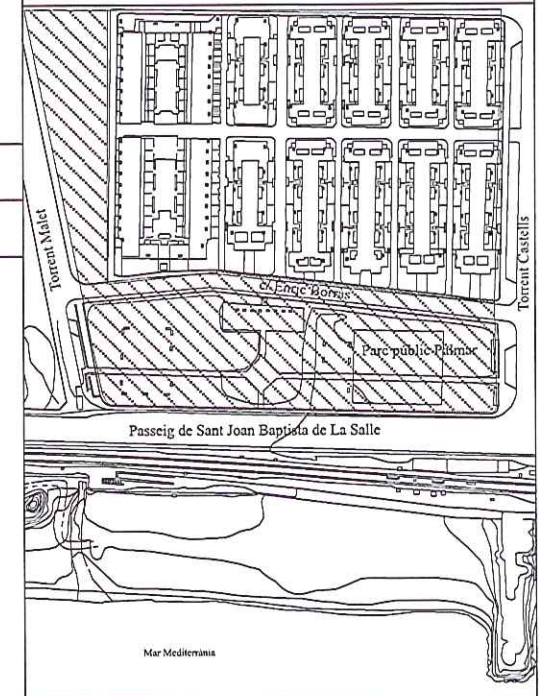 Torrent Malet
Torrent Castells
c/ Enric Borràs
Parc públic Palmar
Passeig de Sant Joan Baptista de La Salle
Mar Mediterrània